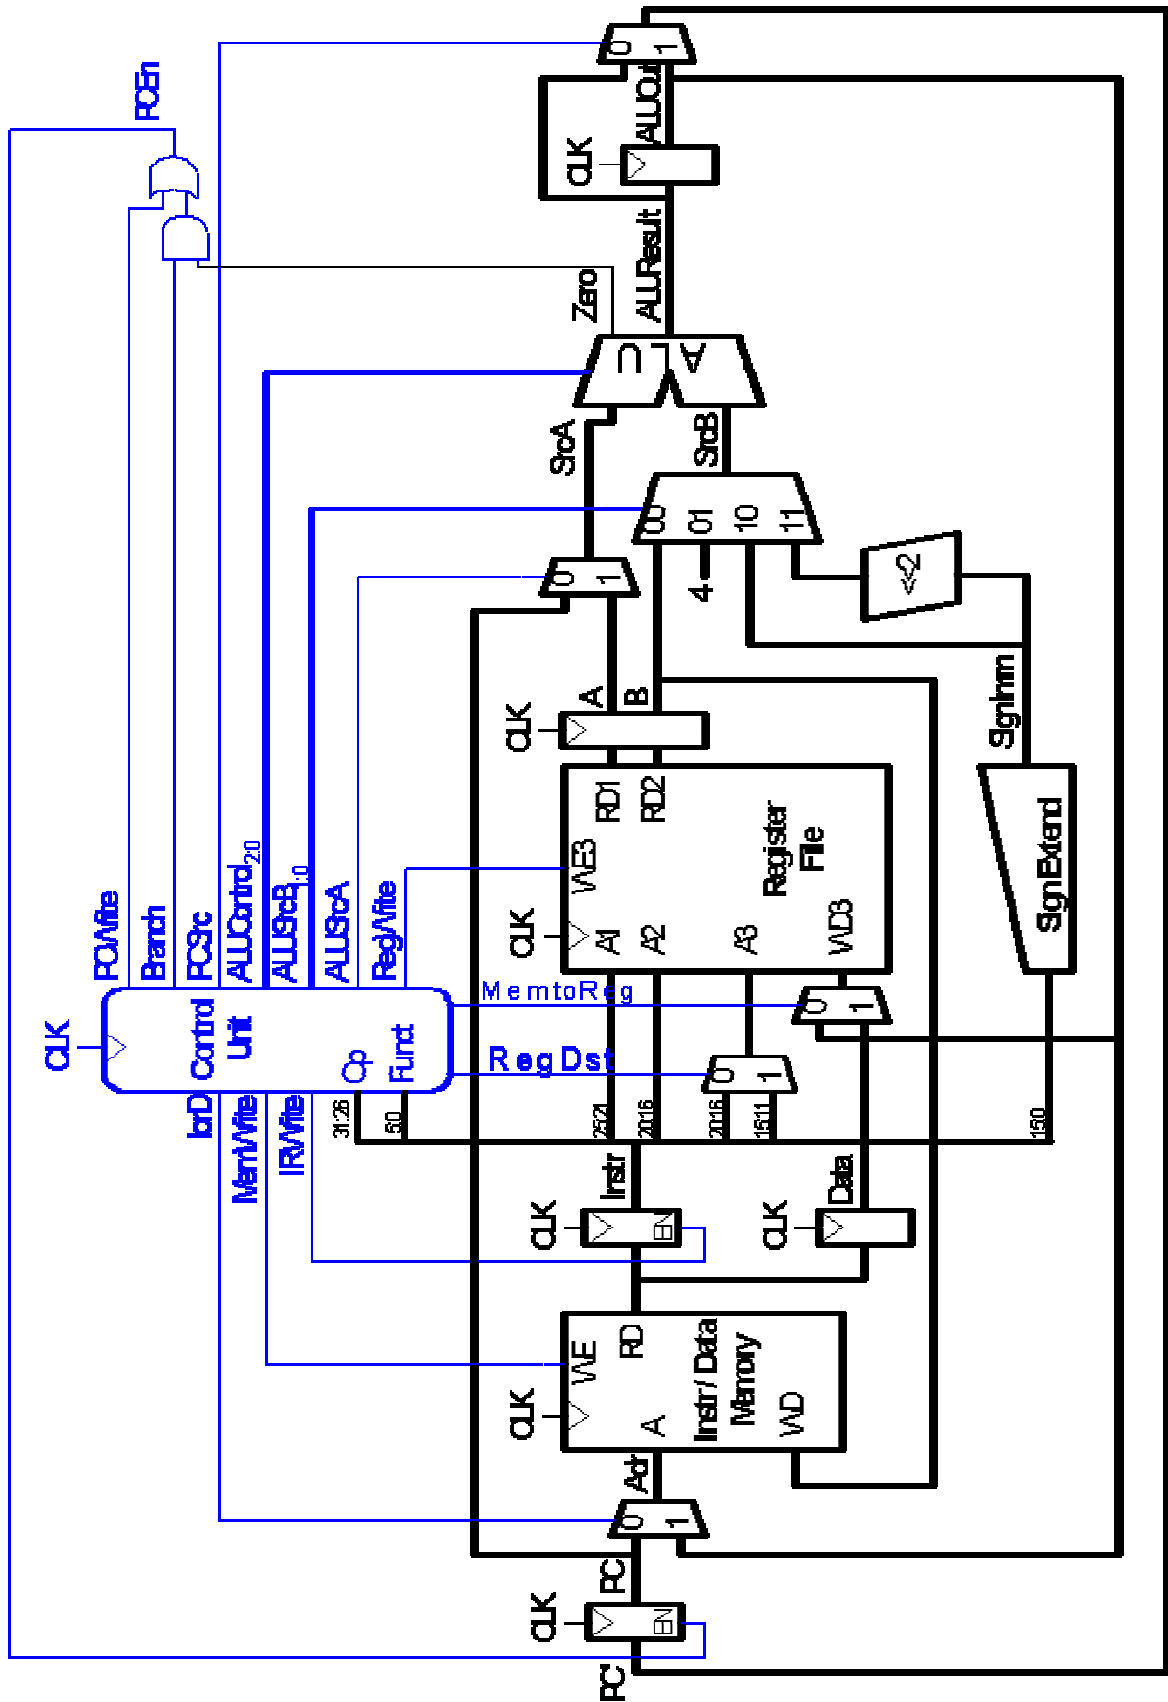 CLK
PCWrite
Branch
PCSrc
ALUControl2:0
ALUSrcB1:0
ALUSrcA
RegWrite
IorD
MemWrite
IRWrite
Control
Unit
Op
Funct
31:26
5:0
MemtoReg
RegDst
PCEn
PC'
CLK
EN
PC
0
1
Adr
CLK
WE
A
RD
Instr / Data
Memory
WD
CLK
EN
Instr
CLK
Data
25:21
20:16
20:16
15:11
15:0
0
1
0
1
CLK
WE3
A1
RD1
A2
RD2
A3
Register
File
WD3
Sign Extend
SignImm
CLK
A
B
0
1
4
00
01
10
11
<<2
SrcA
SrcB
ALU
Zero
ALUResult
CLK
ALUOut
0
1